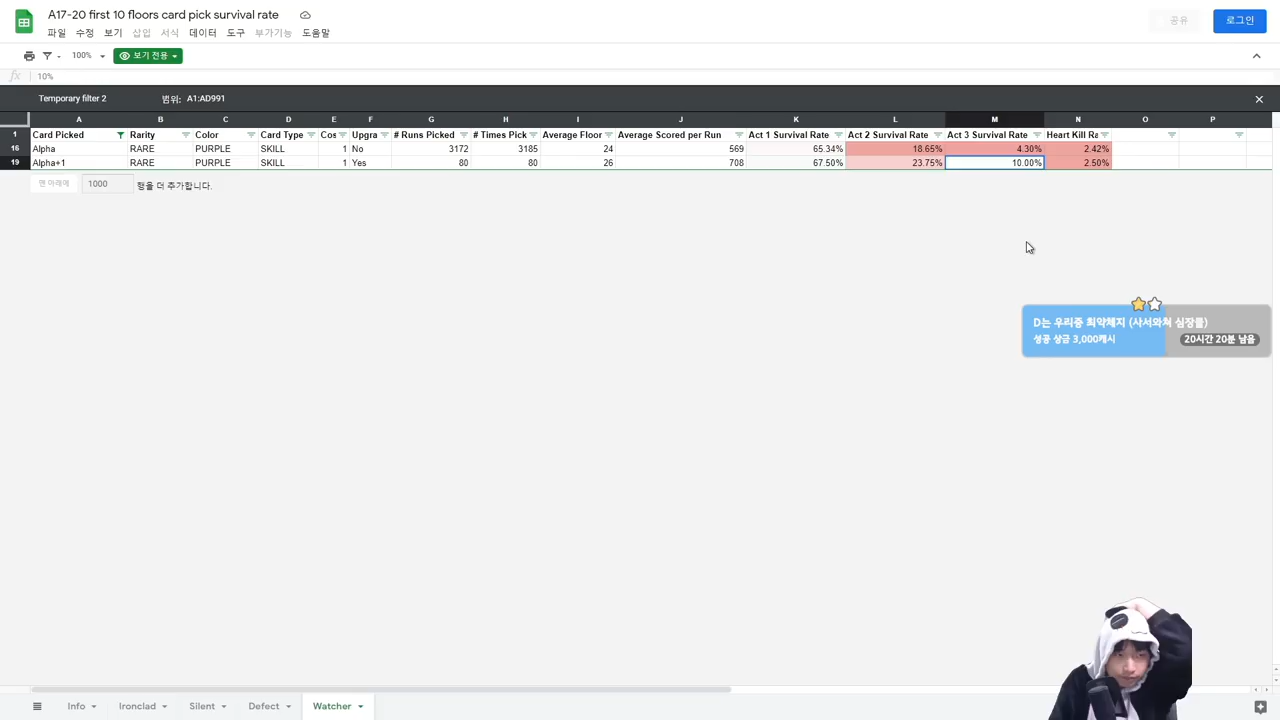 A17-20 first 10 floors card pick survival rate
파일 수정 보기 삽입 서식 데이터 도구 부가기능 도움말
공유 로그인
100% 보기 전용
fx 10%
Temporary filter 2 범위: A1:AD991
A B C D E F G H I J K L M N O P
1 Card Picked Rarity Color Card Type Cos Upgra # Runs Picked # Times Pick Average Floor Average Scored per Run Act 1 Survival Rate Act 2 Survival Rate Act 3 Survival Rate Heart Kill Ra
16 Alpha RARE PURPLE SKILL 1 No 3172 3185 24 569 65.34% 18.65% 4.30% 2.42%
19 Alpha+1 RARE PURPLE SKILL 1 Yes 80 80 26 708 67.50% 23.75% 10.00% 2.50%
맨 아래에 1000 행을 더 추가합니다.
D는 우리중 최약체지 (사서와쳐 심장클)
성공 상금 3,000캐시 20시간 20분 남음
Info Ironclad Silent Defect Watcher